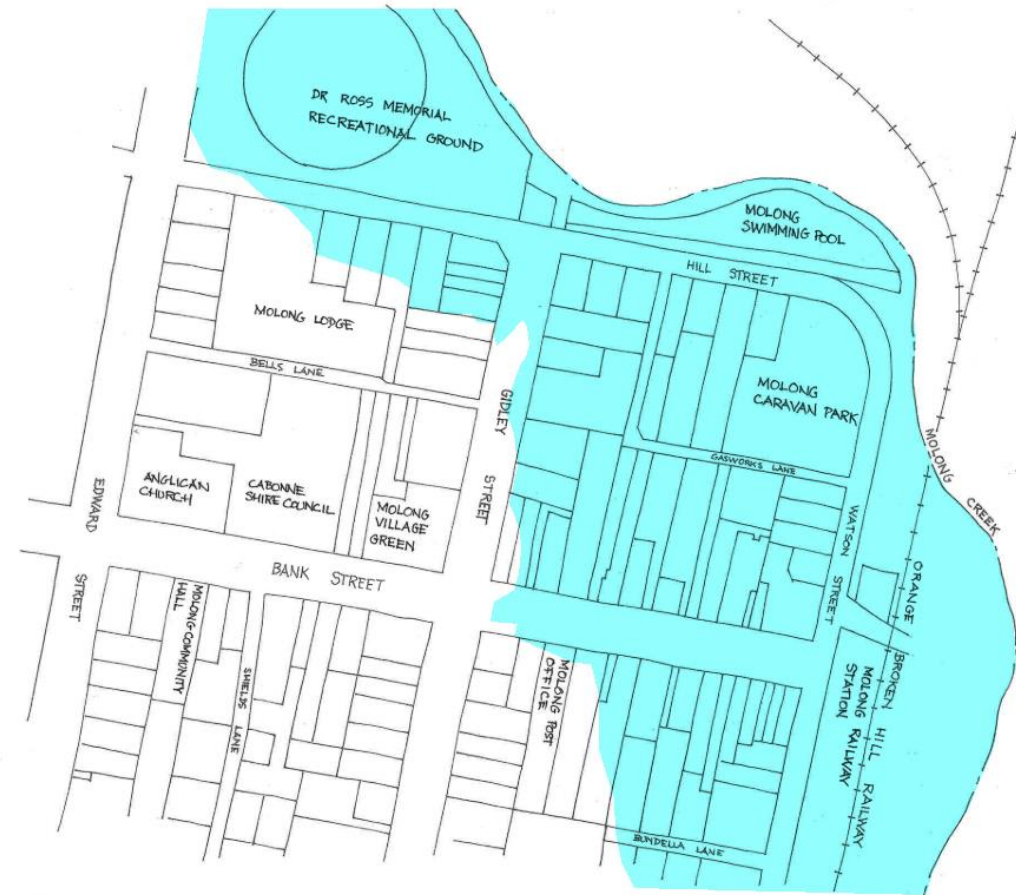 DR ROSS MEMORIAL
RECREATIONAL GROUND
MOLONG
SWIMMING POOL
HILL STREET
MOLONG LODGE
BELLS LANE
GIDLEY
STREET
MOLONG
CARAVAN PARK
GASWORKS LANE
MOLONG
CREEK
ANGLICAN
CHURCH
CABONNE
SHIRE COUNCIL
MOLONG
VILLAGE
GREEN
EDWARD
STREET
BANK STREET
WATSON
STREET
ORANGE
BROKEN HILL RAILWAY
MOLONG COMMUNITY
HALL
SHIELDS LANE
MOLONG POST
OFFICE
MOLONG RAILWAY
STATION
BUNDELLA LANE